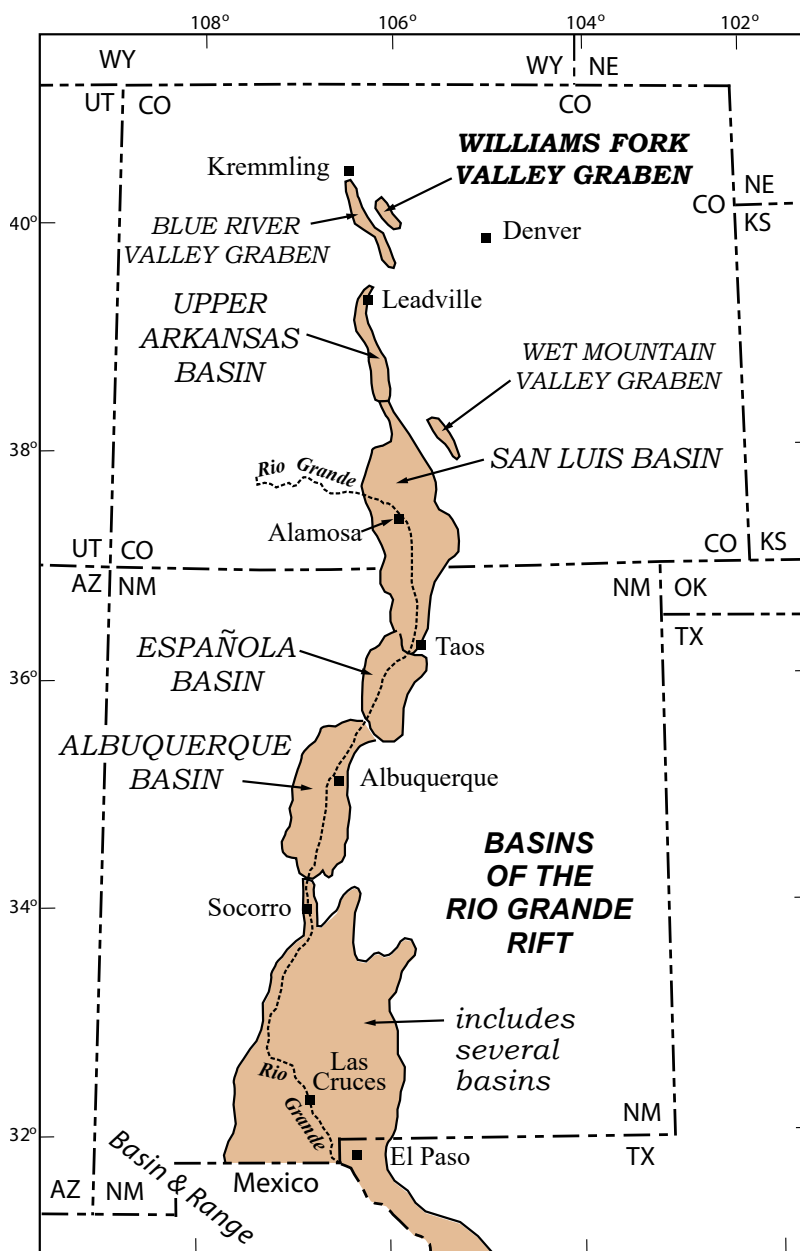 108° 106° 104° 102°
WY WY NE
UT CO CO
WILLIAMS FORK
VALLEY GRABEN
Kremmling
NE
CO
KS
40°
BLUE RIVER
VALLEY GRABEN
Denver
UPPER
ARKANSAS
BASIN
Leadville
WET MOUNTAIN
VALLEY GRABEN
38°
Rio Grande
SAN LUIS BASIN
Alamosa
UT CO CO KS
AZ NM NM OK
TX
ESPAÑOLA
BASIN
Taos
36°
ALBUQUERQUE
BASIN
Albuquerque
BASINS
OF THE
RIO GRANDE
RIFT
34°
Socorro
includes
several
basins
Rio
Grande
Las
Cruces
NM
32°
TX
El Paso
Basin & Range
Mexico
AZ NM